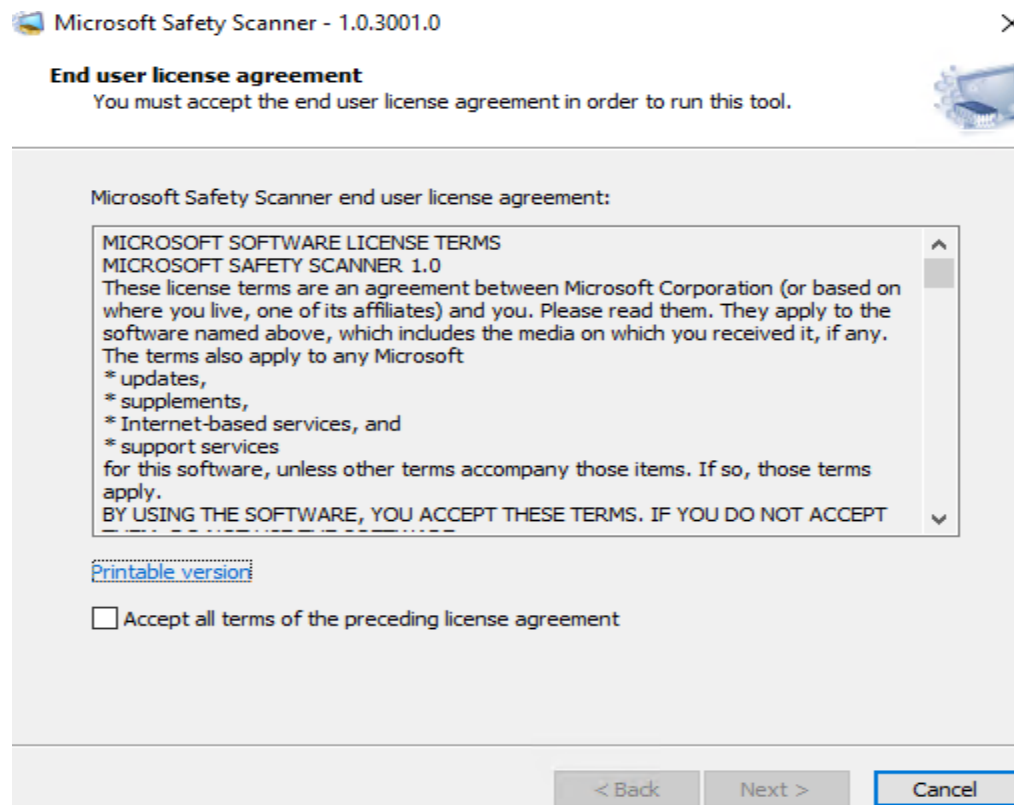 Microsoft Safety Scanner - 1.0.3001.0
End user license agreement
You must accept the end user license agreement in order to run this tool.
Microsoft Safety Scanner end user license agreement:
MICROSOFT SOFTWARE LICENSE TERMS
MICROSOFT SAFETY SCANNER 1.0
These license terms are an agreement between Microsoft Corporation (or based on
where you live, one of its affiliates) and you. Please read them. They apply to the
software named above, which includes the media on which you received it, if any.
The terms also apply to any Microsoft
* updates,
* supplements,
* Internet-based services, and
* support services
for this software, unless other terms accompany those items. If so, those terms
apply.
BY USING THE SOFTWARE, YOU ACCEPT THESE TERMS. IF YOU DO NOT ACCEPT
Printable version
Accept all terms of the preceding license agreement
< Back
Next >
Cancel